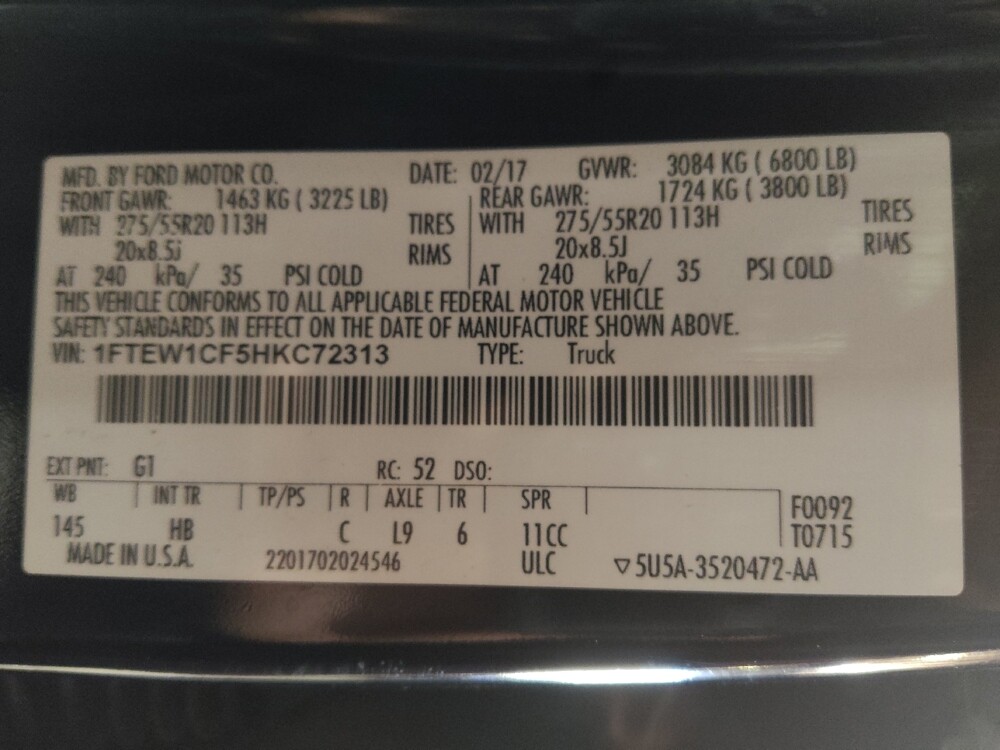 MFD. BY FORD MOTOR CO. DATE: 02/17 GVWR: 3084 KG ( 6800 LB)
FRONT GAWR: 1463 KG ( 3225 LB) REAR GAWR: 1724 KG ( 3800 LB)
WITH 275/55R20 113H TIRES WITH 275/55R20 113H TIRES
20x8.5J RIMS 20x8.5J RIMS
AT 240 kPa/ 35 PSI COLD AT 240 kPa/ 35 PSI COLD
THIS VEHICLE CONFORMS TO ALL APPLICABLE FEDERAL MOTOR VEHICLE
SAFETY STANDARDS IN EFFECT ON THE DATE OF MANUFACTURE SHOWN ABOVE.
VIN: 1FTEW1CF5HKC72313 TYPE: Truck
EXT PNT: G1 RC: 52 DSO:
WB INT TR TP/PS R AXLE TR SPR F0092
145 HB C L9 6 11CC T0715
MADE IN U.S.A. 2201702024546 ULC ▽5U5A-3520472-AA